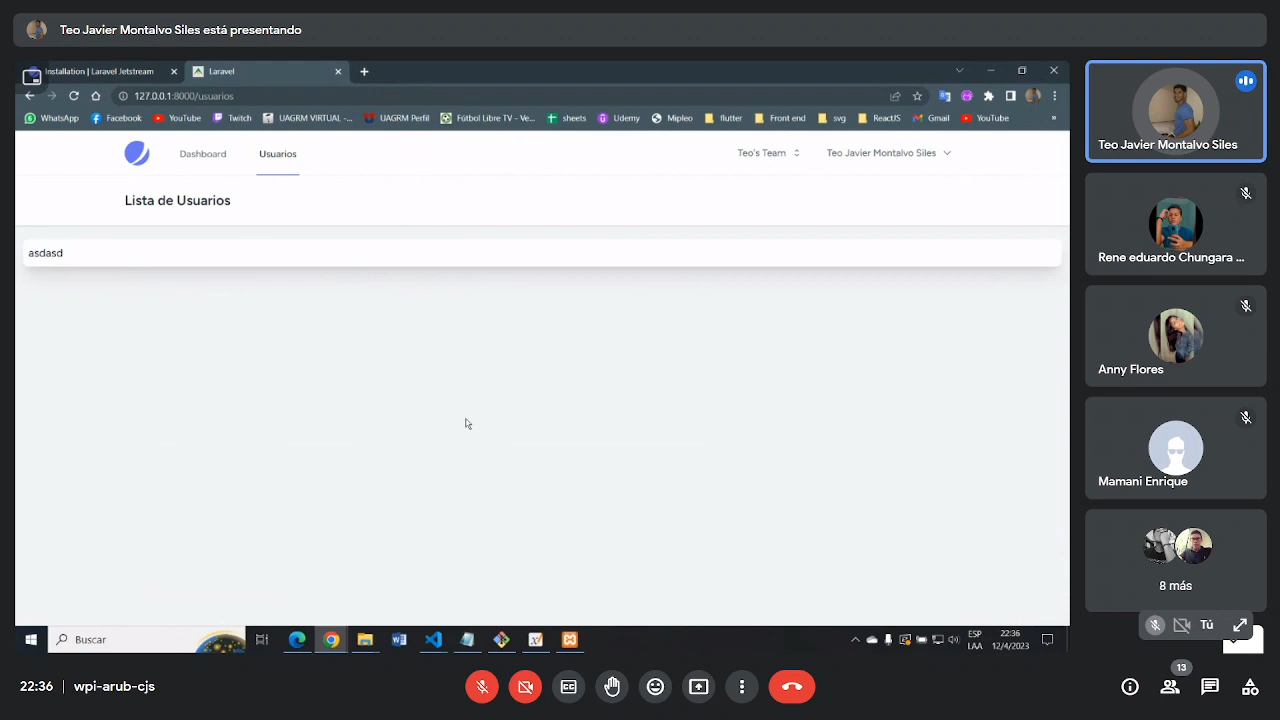 Teo Javier Montalvo Siles está presentando
Installation | Laravel Jetstream
Laravel
127.0.0.1:8000/usuarios
WhatsApp Facebook YouTube Twitch UAGRM VIRTUAL -... UAGRM Perfil Fútbol Libre TV - Ve... sheets Udemy Mipleo flutter Front end svg ReactJS Gmail YouTube »
Dashboard Usuarios Teo's Team Teo Javier Montalvo Siles
Lista de Usuarios
asdasd
Teo Javier Montalvo Siles
Rene eduardo Chungara ...
Anny Flores
Mamani Enrique
8 más
Tú
Buscar
ESP
LAA
22:36
12/4/2023
22:36 | wpi-arub-cjs
13